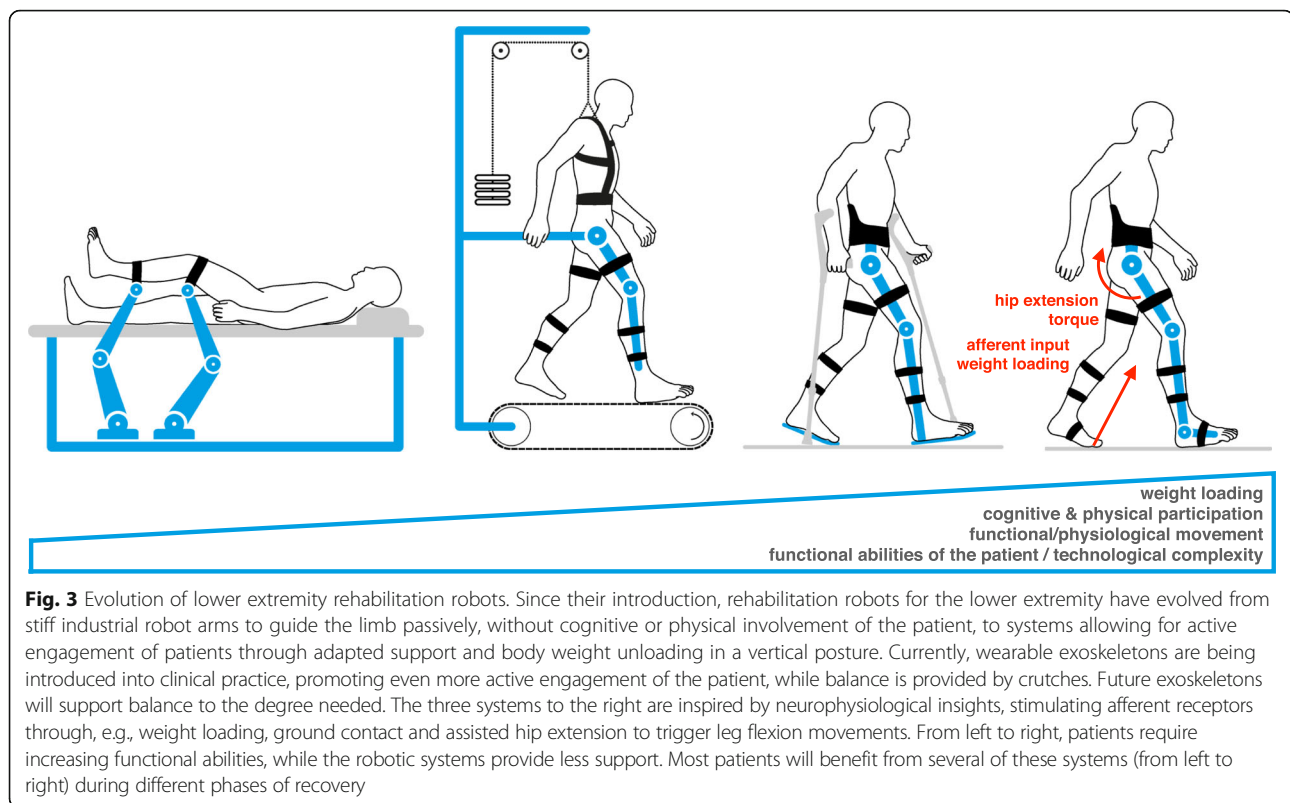 hip extension
torque
afferent input
weight loading
weight loading
cognitive & physical participation
functional/physiological movement
functional abilities of the patient / technological complexity
Fig. 3 Evolution of lower extremity rehabilitation robots. Since their introduction, rehabilitation robots for the lower extremity have evolved from
stiff industrial robot arms to guide the limb passively, without cognitive or physical involvement of the patient, to systems allowing for active
engagement of patients through adapted support and body weight unloading in a vertical posture. Currently, wearable exoskeletons are being
introduced into clinical practice, promoting even more active engagement of the patient, while balance is provided by crutches. Future exoskeletons
will support balance to the degree needed. The three systems to the right are inspired by neurophysiological insights, stimulating afferent receptors
through, e.g., weight loading, ground contact and assisted hip extension to trigger leg flexion movements. From left to right, patients require
increasing functional abilities, while the robotic systems provide less support. Most patients will benefit from several of these systems (from left to
right) during different phases of recovery